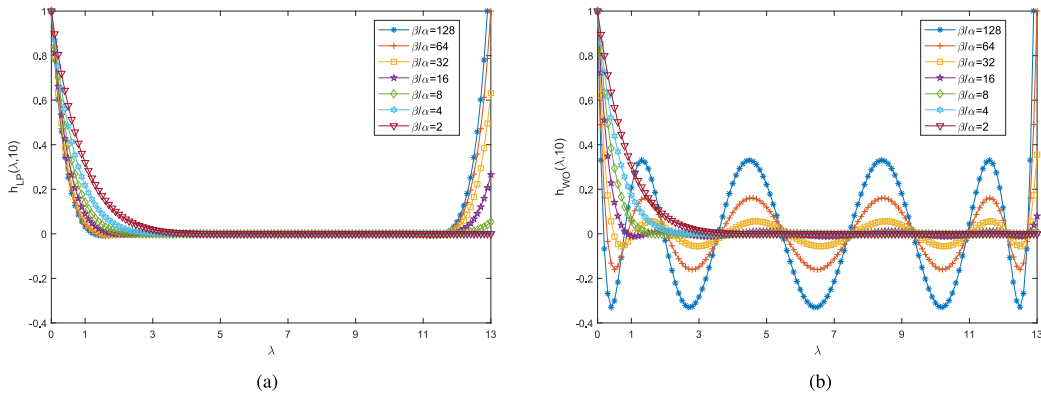 1
0.8
0.6
0.4
0.2
0
-0.2
-0.4
h_LP(λ,10)
0 1 3 5 7 9 11 13
λ
β/α=128
β/α=64
β/α=32
β/α=16
β/α=8
β/α=4
β/α=2
(a)
1
0.8
0.6
0.4
0.2
0
-0.2
-0.4
h_WO(λ,10)
0 1 3 5 7 9 11 13
λ
β/α=128
β/α=64
β/α=32
β/α=16
β/α=8
β/α=4
β/α=2
(b)